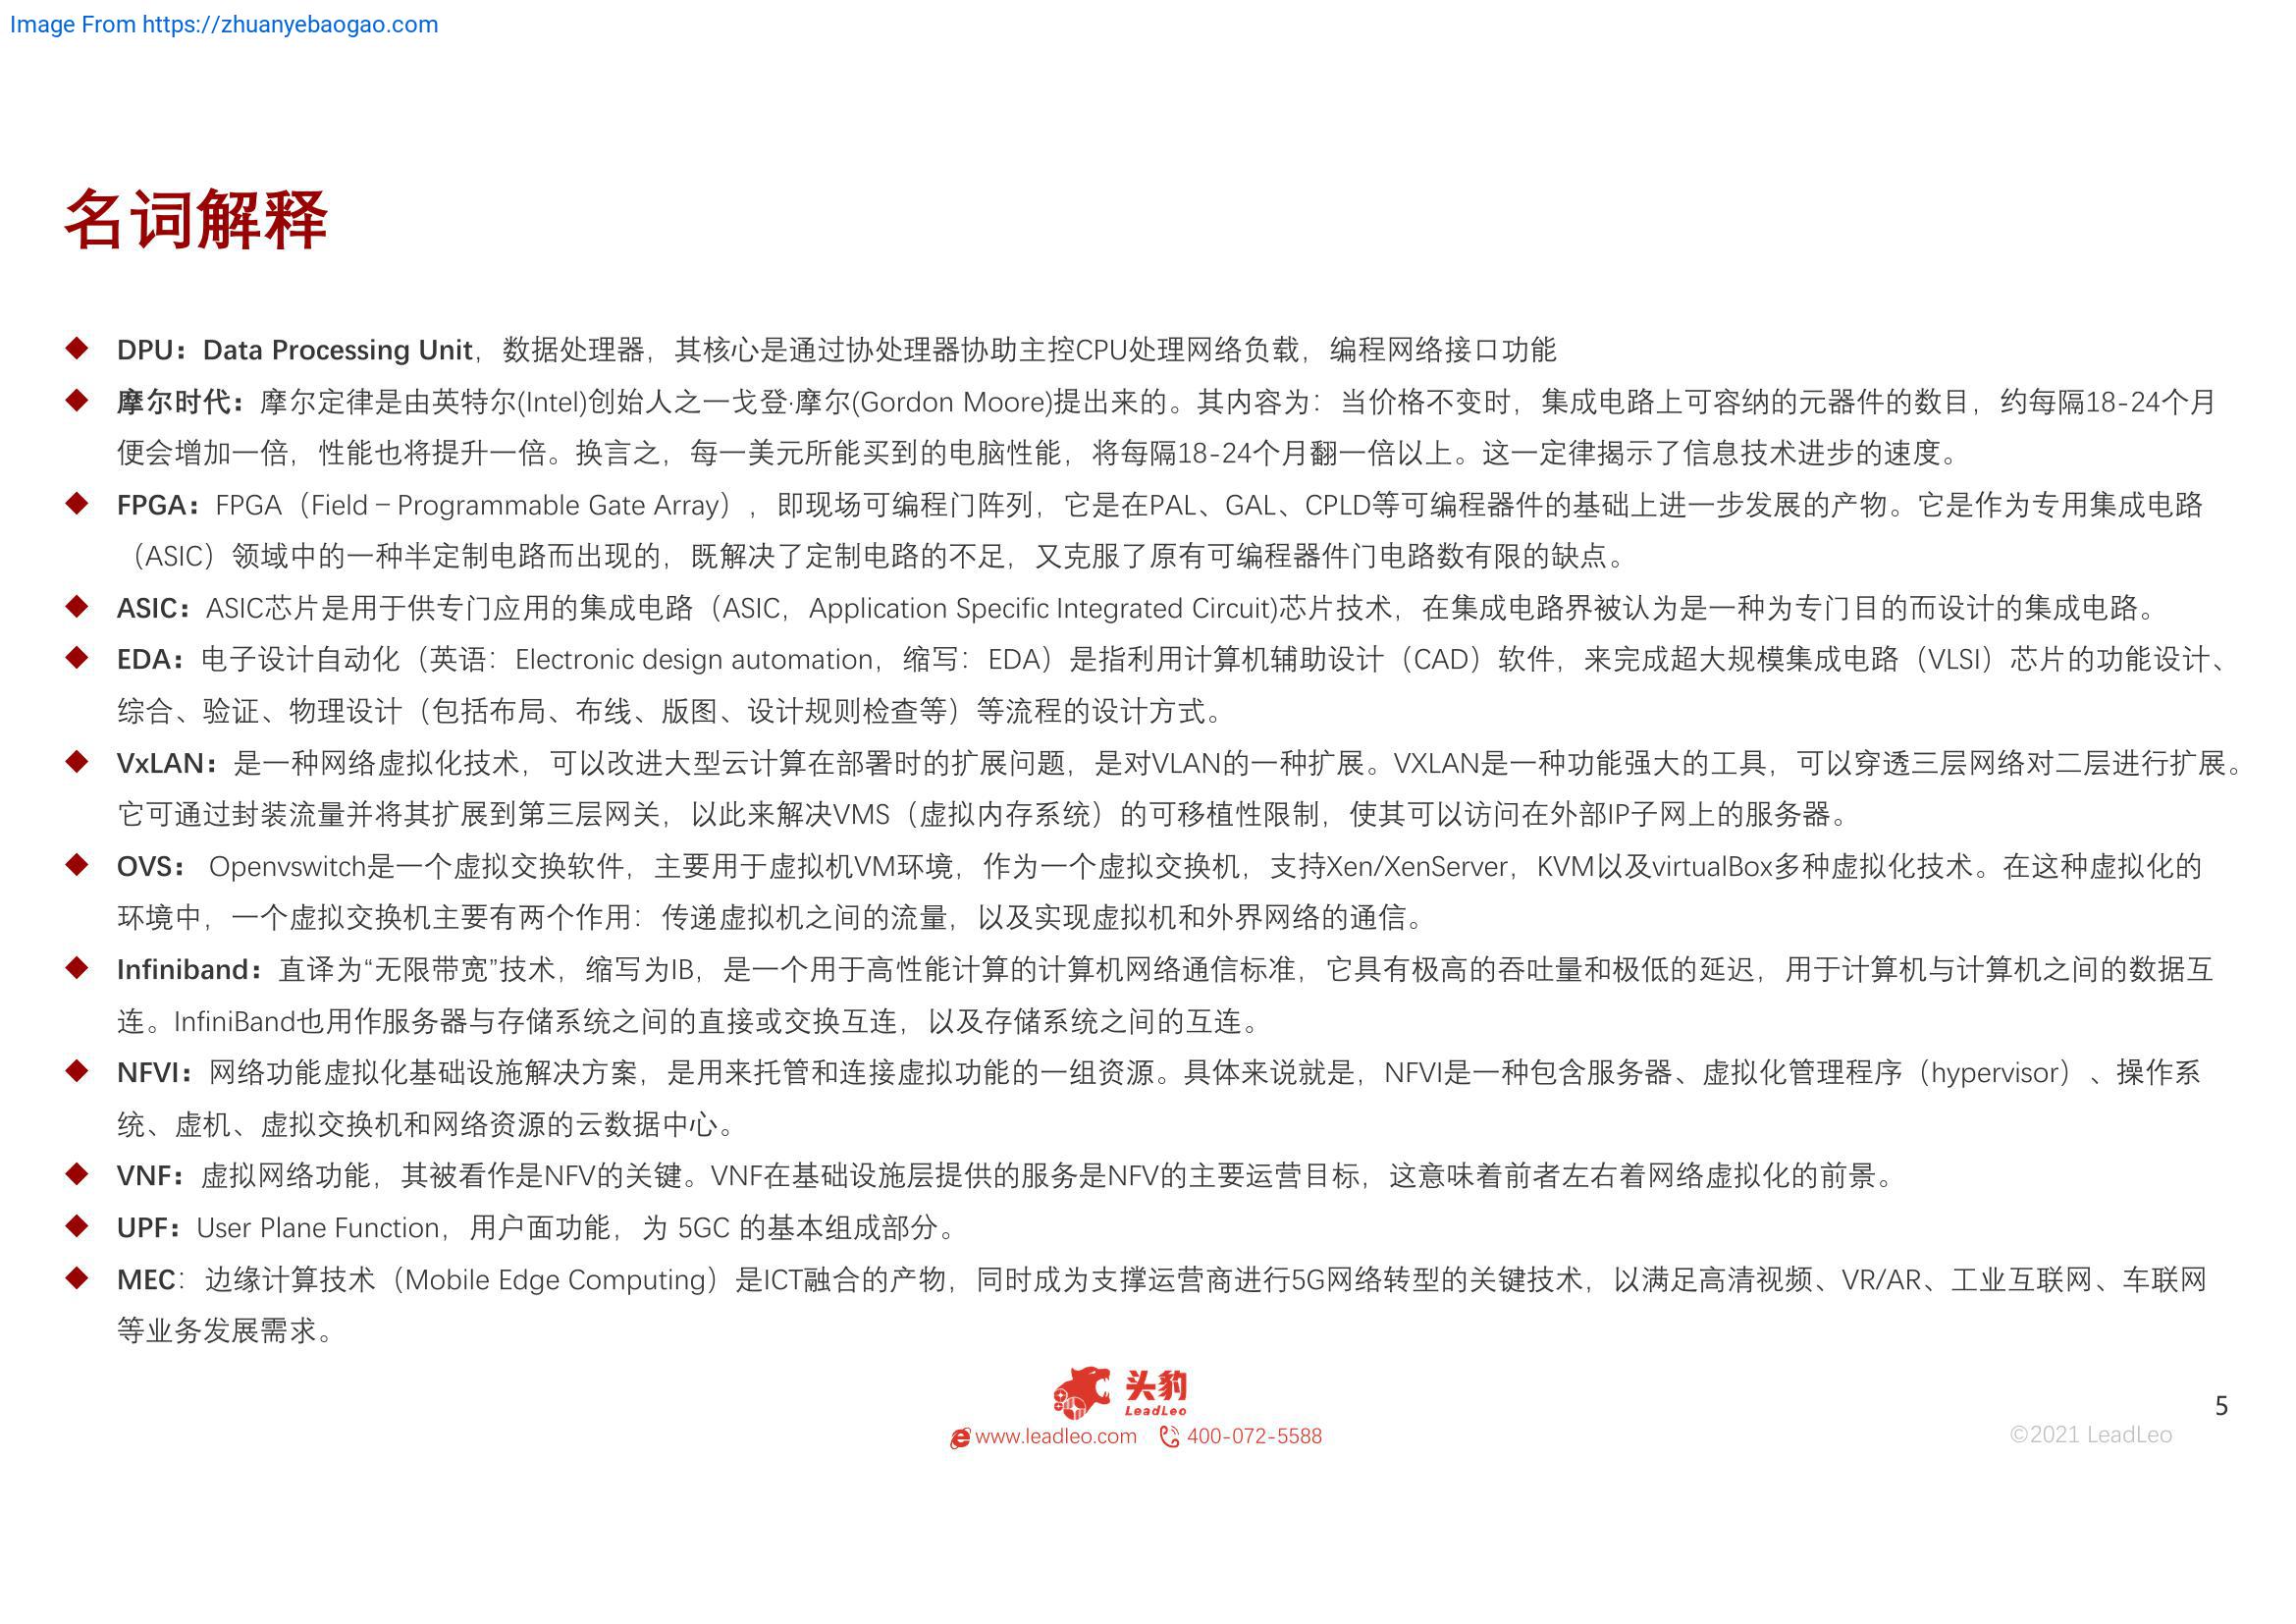 Image From https://zhuanyebaogao.com
名词解释
◆ DPU：Data Processing Unit，数据处理器，其核心是通过协处理器协助主控CPU处理网络负载，编程网络接口功能
◆ 摩尔时代：摩尔定律是由英特尔(Intel)创始人之一戈登·摩尔(Gordon Moore)提出来的。其内容为：当价格不变时，集成电路上可容纳的元器件的数目，约每隔18-24个月
便会增加一倍，性能也将提升一倍。换言之，每一美元所能买到的电脑性能，将每隔18-24个月翻一倍以上。这一定律揭示了信息技术进步的速度。
◆ FPGA：FPGA（Field – Programmable Gate Array），即现场可编程门阵列，它是在PAL、GAL、CPLD等可编程器件的基础上进一步发展的产物。它是作为专用集成电路
（ASIC）领域中的一种半定制电路而出现的，既解决了定制电路的不足，又克服了原有可编程器件门电路数有限的缺点。
◆ ASIC：ASIC芯片是用于供专门应用的集成电路（ASIC，Application Specific Integrated Circuit)芯片技术，在集成电路界被认为是一种为专门目的而设计的集成电路。
◆ EDA：电子设计自动化（英语：Electronic design automation，缩写：EDA）是指利用计算机辅助设计（CAD）软件，来完成超大规模集成电路（VLSI）芯片的功能设计、
综合、验证、物理设计（包括布局、布线、版图、设计规则检查等）等流程的设计方式。
◆ VxLAN：是一种网络虚拟化技术，可以改进大型云计算在部署时的扩展问题，是对VLAN的一种扩展。VXLAN是一种功能强大的工具，可以穿透三层网络对二层进行扩展。
它可通过封装流量并将其扩展到第三层网关，以此来解决VMS（虚拟内存系统）的可移植性限制，使其可以访问在外部IP子网上的服务器。
◆ OVS： Openvswitch是一个虚拟交换软件，主要用于虚拟机VM环境，作为一个虚拟交换机，支持Xen/XenServer，KVM以及virtualBox多种虚拟化技术。在这种虚拟化的
环境中，一个虚拟交换机主要有两个作用：传递虚拟机之间的流量，以及实现虚拟机和外界网络的通信。
◆ Infiniband：直译为“无限带宽”技术，缩写为IB，是一个用于高性能计算的计算机网络通信标准，它具有极高的吞吐量和极低的延迟，用于计算机与计算机之间的数据互
连。InfiniBand也用作服务器与存储系统之间的直接或交换互连，以及存储系统之间的互连。
◆ NFVI：网络功能虚拟化基础设施解决方案，是用来托管和连接虚拟功能的一组资源。具体来说就是，NFVI是一种包含服务器、虚拟化管理程序（hypervisor）、操作系
统、虚机、虚拟交换机和网络资源的云数据中心。
◆ VNF：虚拟网络功能，其被看作是NFV的关键。VNF在基础设施层提供的服务是NFV的主要运营目标，这意味着前者左右着网络虚拟化的前景。
◆ UPF：User Plane Function，用户面功能，为 5GC 的基本组成部分。
◆ MEC：边缘计算技术（Mobile Edge Computing）是ICT融合的产物，同时成为支撑运营商进行5G网络转型的关键技术，以满足高清视频、VR/AR、工业互联网、车联网
等业务发展需求。
头豹
LeadLeo
www.leadleo.com 400-072-5588
5
©2021 LeadLeo